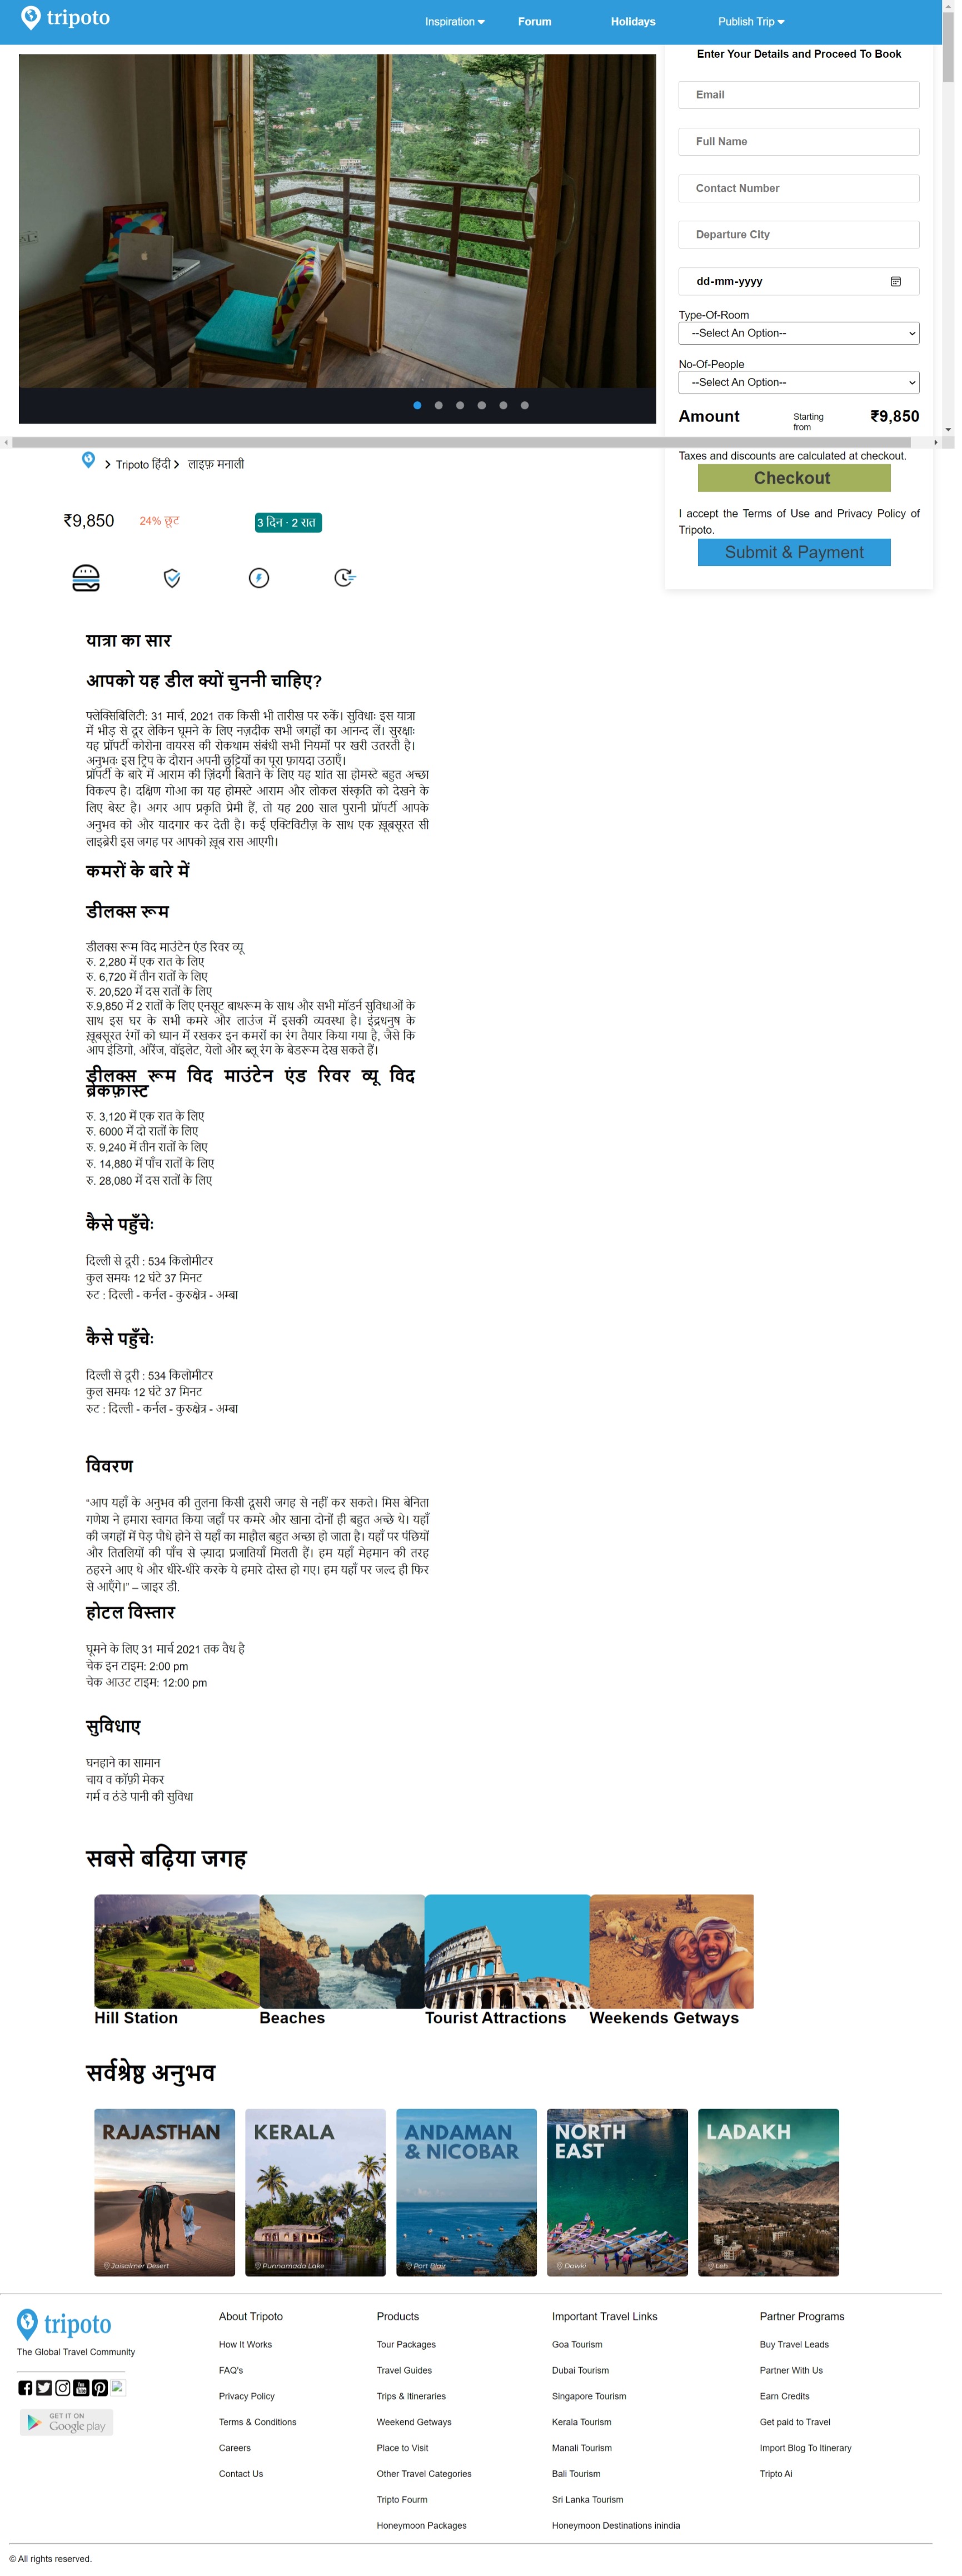 tripoto
Inspiration
Forum
Holidays
Publish Trip
Enter Your Details and Proceed To Book
Email
Full Name
Contact Number
Departure City
dd-mm-yyyy
Type-Of-Room
--Select An Option--
No-Of-People
--Select An Option--
Amount
Starting
from
₹9,850
Taxes and discounts are calculated at checkout.
Checkout
I accept the Terms of Use and Privacy Policy of
Tripoto.
Submit & Payment
Tripoto हिंदी
लाइफ़ मनाली
₹9,850
24% छूट
3 दिन · 2 रात
यात्रा का सार
आपको यह डील क्यों चुननी चाहिए?
फ्लेक्सिबिलिटी: 31 मार्च, 2021 तक किसी भी तारीख पर रुकें। सुविधाः इस यात्रा
में भीड़ से दूर लेकिन घूमने के लिए नज़दीक सभी जगहों का आनन्द लें। सुरक्षाः
यह प्रॉपर्टी कोरोना वायरस की रोकथाम संबंधी सभी नियमों पर खरी उतरती है।
अनुभवः इस ट्रिप के दौरान अपनी छुट्टियों का पूरा फ़ायदा उठाएँ।
प्रॉपर्टी के बारे में आराम की ज़िंदगी बिताने के लिए यह शांत सा होमस्टे बहुत अच्छा
विकल्प है। दक्षिण गोआ का यह होमस्टे आराम और लोकल संस्कृति को देखने के
लिए बेस्ट है। अगर आप प्रकृति प्रेमी हैं, तो यह 200 साल पुरानी प्रॉपर्टी आपके
अनुभव को और यादगार कर देती है। कई एक्टिविटीज़ के साथ एक ख़ूबसूरत सी
लाइब्रेरी इस जगह पर आपको ख़ूब रास आएगी।
कमरों के बारे में
डीलक्स रूम
डीलक्स रूम विद माउंटेन एंड रिवर व्यू
रु. 2,280 में एक रात के लिए
रु. 6,720 में तीन रातों के लिए
रु. 20,520 में दस रातों के लिए
रु.9,850 में 2 रातों के लिए एनसूट बाथरूम के साथ और सभी मॉडर्न सुविधाओं के
साथ इस घर के सभी कमरे और लाउंज में इसकी व्यवस्था है। इंद्रधनुष के
ख़ूबसूरत रंगों को ध्यान में रखकर इन कमरों का रंग तैयार किया गया है, जैसे कि
आप इंडिगो, ऑरेंज, वॉइलेट, येलो और ब्लू रंग के बेडरूम देख सकते हैं।
डीलक्स रूम विद माउंटेन एंड रिवर व्यू विद
ब्रेकफ़ास्ट
रु. 3,120 में एक रात के लिए
रु. 6000 में दो रातों के लिए
रु. 9,240 में तीन रातों के लिए
रु. 14,880 में पाँच रातों के लिए
रु. 28,080 में दस रातों के लिए
कैसे पहुँचेः
दिल्ली से दूरी : 534 किलोमीटर
कुल समयः 12 घंटे 37 मिनट
रुट : दिल्ली - कर्नल - कुरुक्षेत्र - अम्बा
कैसे पहुँचेः
दिल्ली से दूरी : 534 किलोमीटर
कुल समयः 12 घंटे 37 मिनट
रुट : दिल्ली - कर्नल - कुरुक्षेत्र - अम्बा
विवरण
“आप यहाँ के अनुभव की तुलना किसी दूसरी जगह से नहीं कर सकते। मिस बेनिता
गणेश ने हमारा स्वागत किया जहाँ पर कमरे और खाना दोनों ही बहुत अच्छे थे। यहाँ
की जगहों में पेड़ पौधे होने से यहाँ का माहौल बहुत अच्छा हो जाता है। यहाँ पर पंछियों
और तितलियों की पाँच से ज़्यादा प्रजातियाँ मिलती हैं। हम यहाँ मेहमान की तरह
ठहरने आए थे और धीरे-धीरे करके ये हमारे दोस्त हो गए। हम यहाँ पर जल्द ही फिर
से आएँगे।” – जाइर डी.
होटल विस्तार
घूमने के लिए 31 मार्च 2021 तक वैध है
चेक इन टाइम: 2:00 pm
चेक आउट टाइम: 12:00 pm
सुविधाए
घनहाने का सामान
चाय व कॉफ़ी मेकर
गर्म व ठंडे पानी की सुविधा
सबसे बढ़िया जगह
Hill Station
Beaches
Tourist Attractions
Weekends Getways
सर्वश्रेष्ठ अनुभव
RAJASTHAN
Jaisalmer Desert
KERALA
Punnamada Lake
ANDAMAN
& NICOBAR
Port Blair
NORTH
EAST
Dawki
LADAKH
Leh
tripoto
The Global Travel Community
GET IT ON
Google play
About Tripoto
How It Works
FAQ's
Privacy Policy
Terms & Conditions
Careers
Contact Us
Products
Tour Packages
Travel Guides
Trips & Itineraries
Weekend Getways
Place to Visit
Other Travel Categories
Tripto Fourm
Honeymoon Packages
Important Travel Links
Goa Tourism
Dubai Tourism
Singapore Tourism
Kerala Tourism
Manali Tourism
Bali Tourism
Sri Lanka Tourism
Honeymoon Destinations inindia
Partner Programs
Buy Travel Leads
Partner With Us
Earn Credits
Get paid to Travel
Import Blog To Itinerary
Tripto Ai
© All rights reserved.